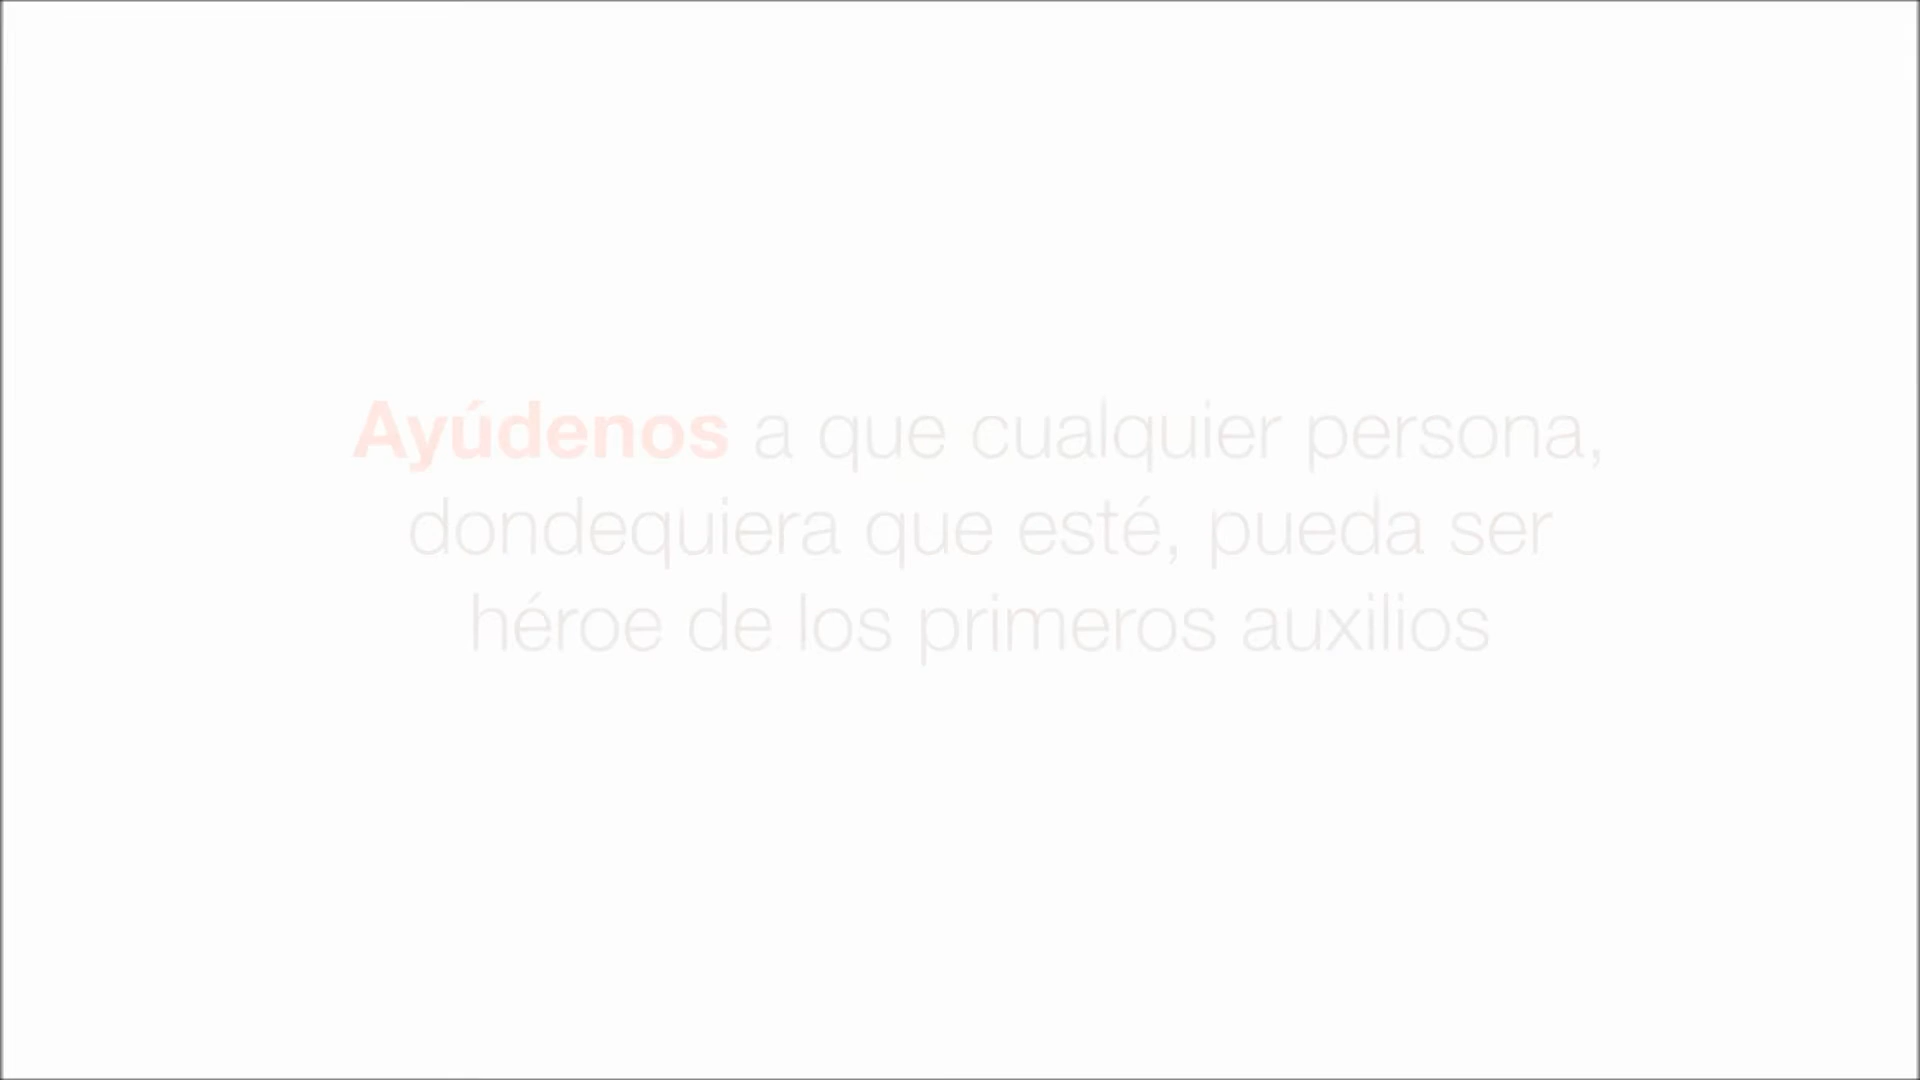 Ayúdenos a que cualquier persona,
dondequiera que esté, pueda ser
héroe de los primeros auxilios